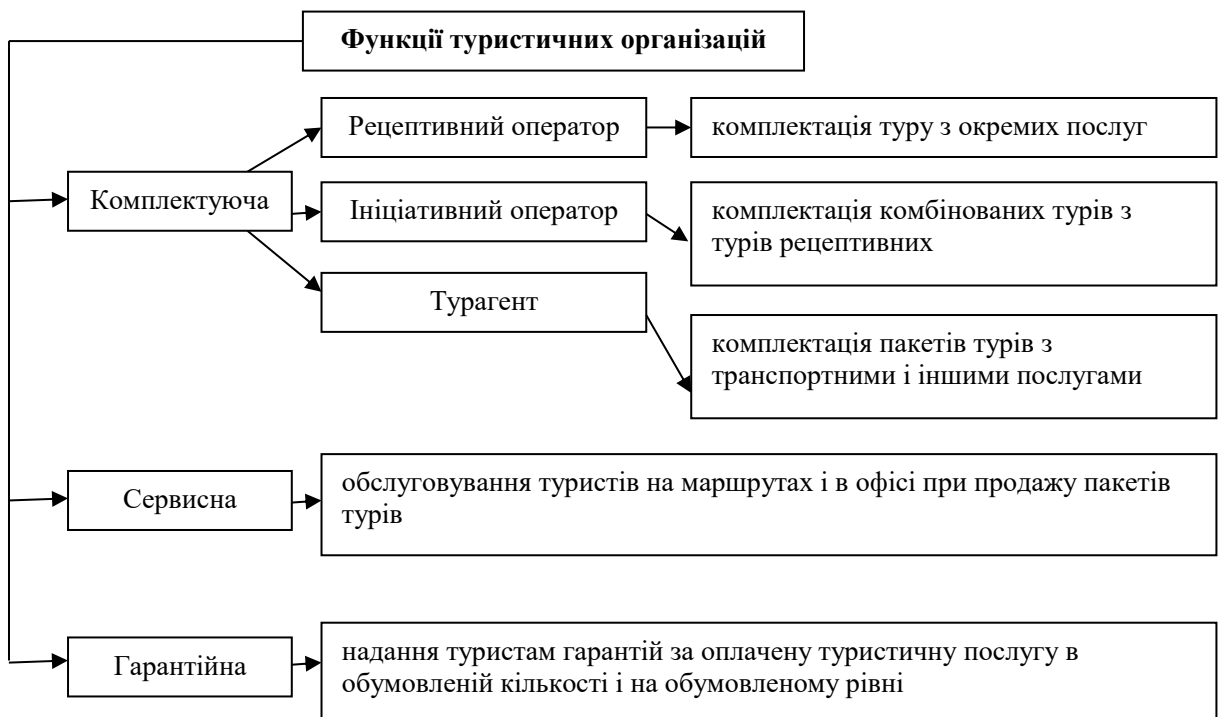 Функції туристичних організацій
Рецептивний оператор
комплектація туру з окремих послуг
Комплектуюча
Ініціативний оператор
комплектація комбінованих турів з
турів рецептивних
Турагент
комплектація пакетів турів з
транспортними і іншими послугами
Сервисна
обслуговування туристів на маршрутах і в офісі при продажу пакетів
турів
Гарантійна
надання туристам гарантій за оплачену туристичну послугу в
обумовленій кількості і на обумовленому рівні